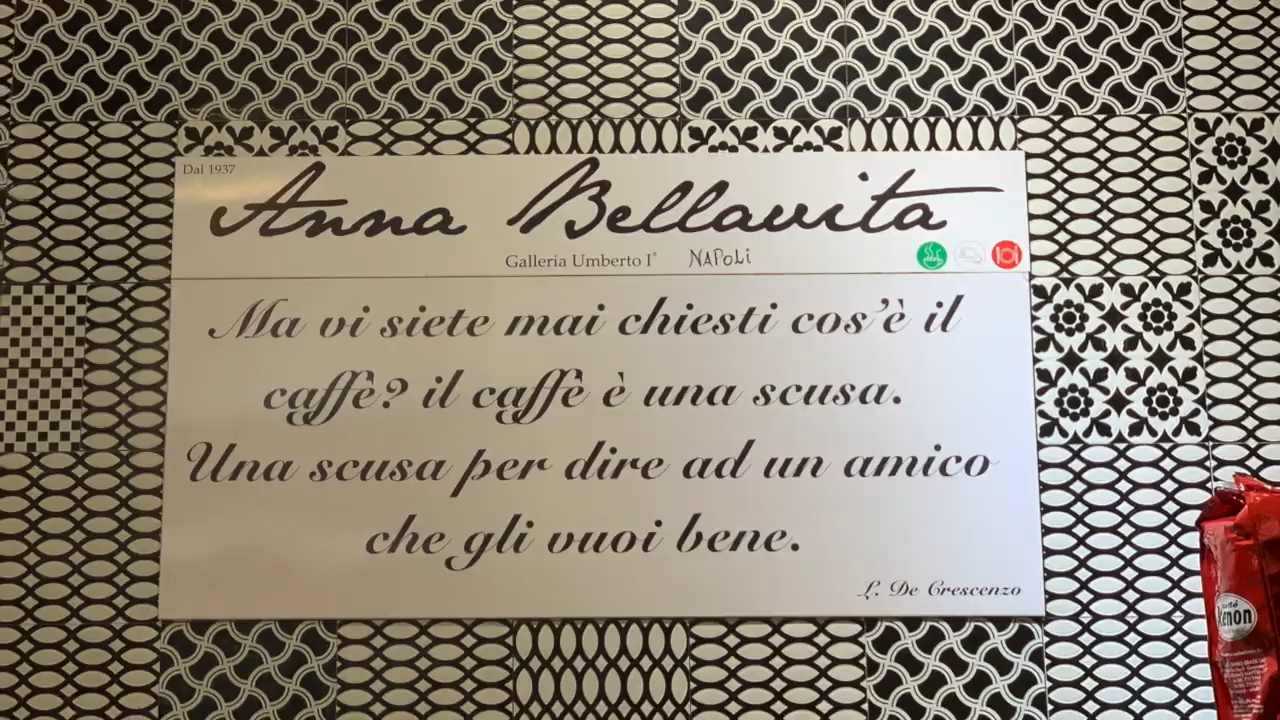 Dal 1937
Anna Bellavita
Galleria Umberto I° NAPOLI
Ma vi siete mai chiesti cos'è il
caffè? il caffè è una scusa.
Una scusa per dire ad un amico
che gli vuoi bene.
L. De Crescenzo